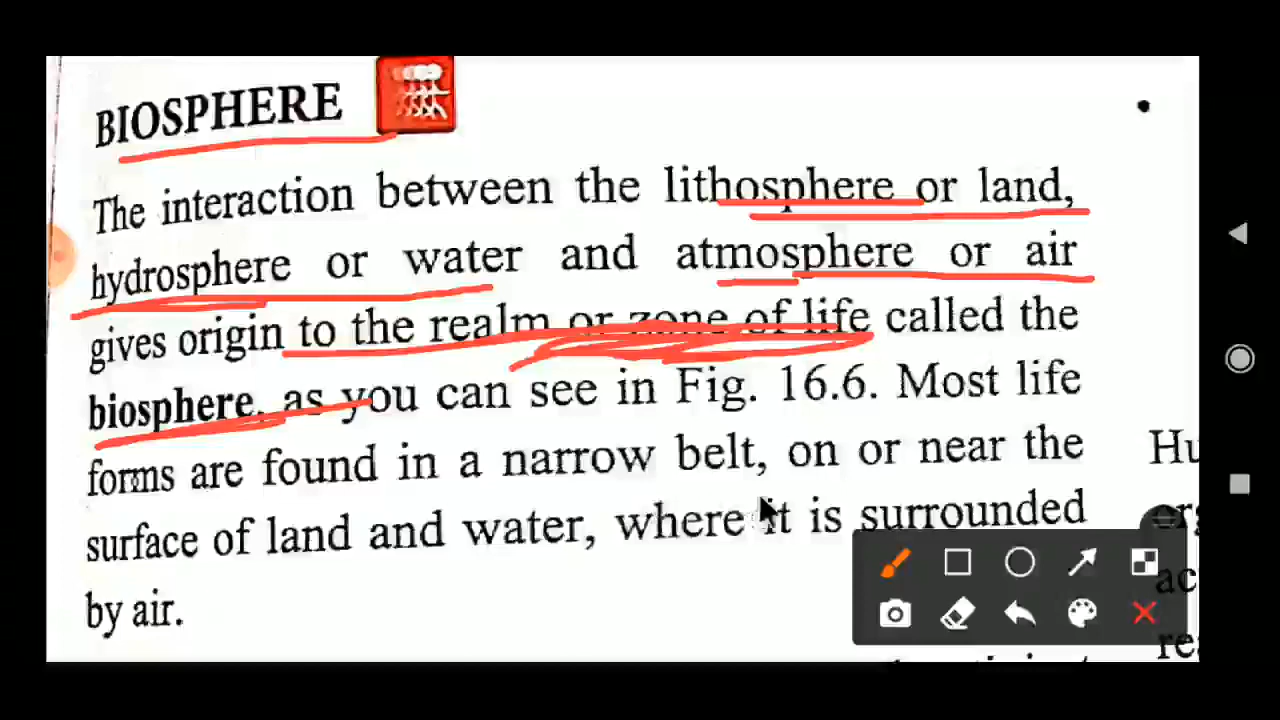 BIOSPHERE
The interaction between the lithosphere or land,
hydrosphere or water and atmosphere or air
gives origin to the realm or zone of life called the
biosphere, as you can see in Fig. 16.6. Most life
forms are found in a narrow belt, on or near the
surface of land and water, where it is surrounded
by air.